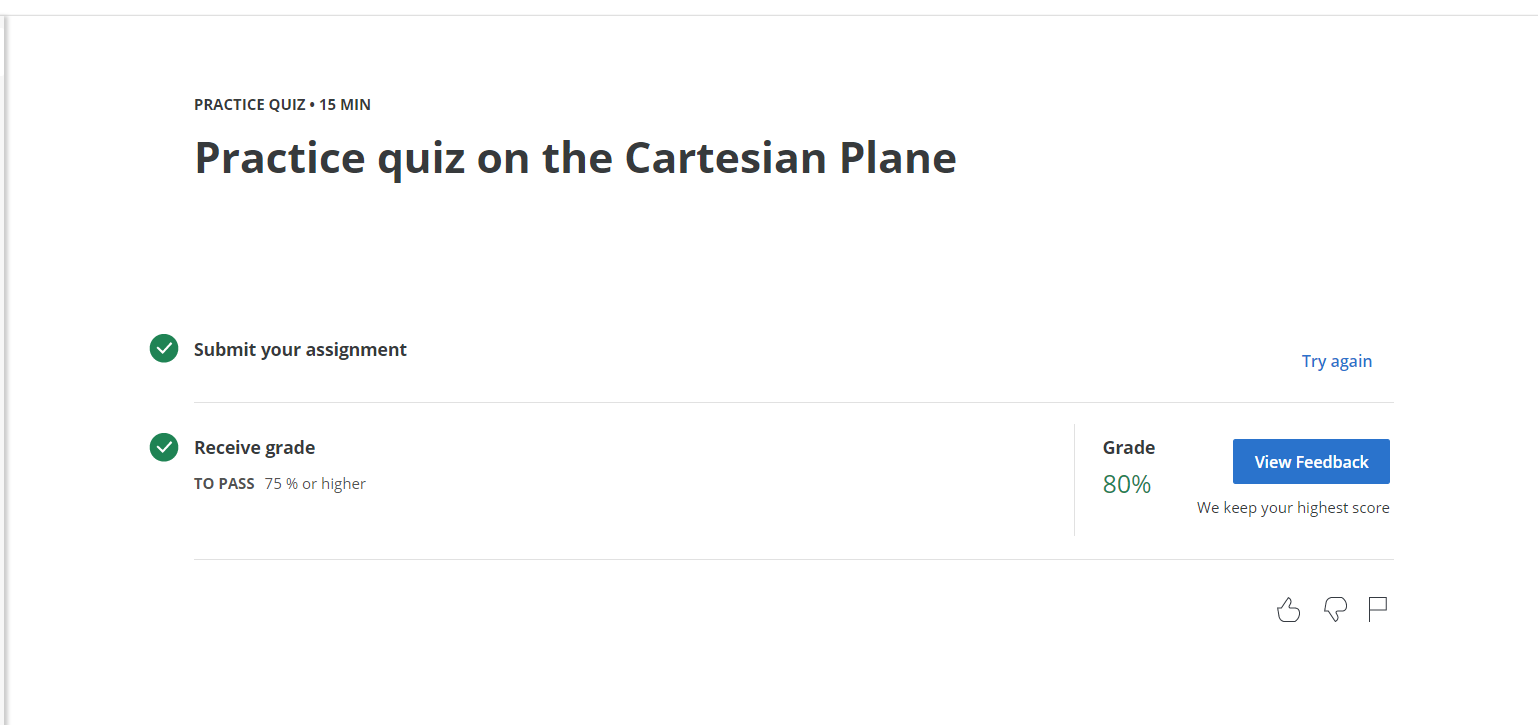 PRACTICE QUIZ • 15 MIN
Practice quiz on the Cartesian Plane
Submit your assignment
Try again
Receive grade
TO PASS 75 % or higher
Grade
80%
View Feedback
We keep your highest score